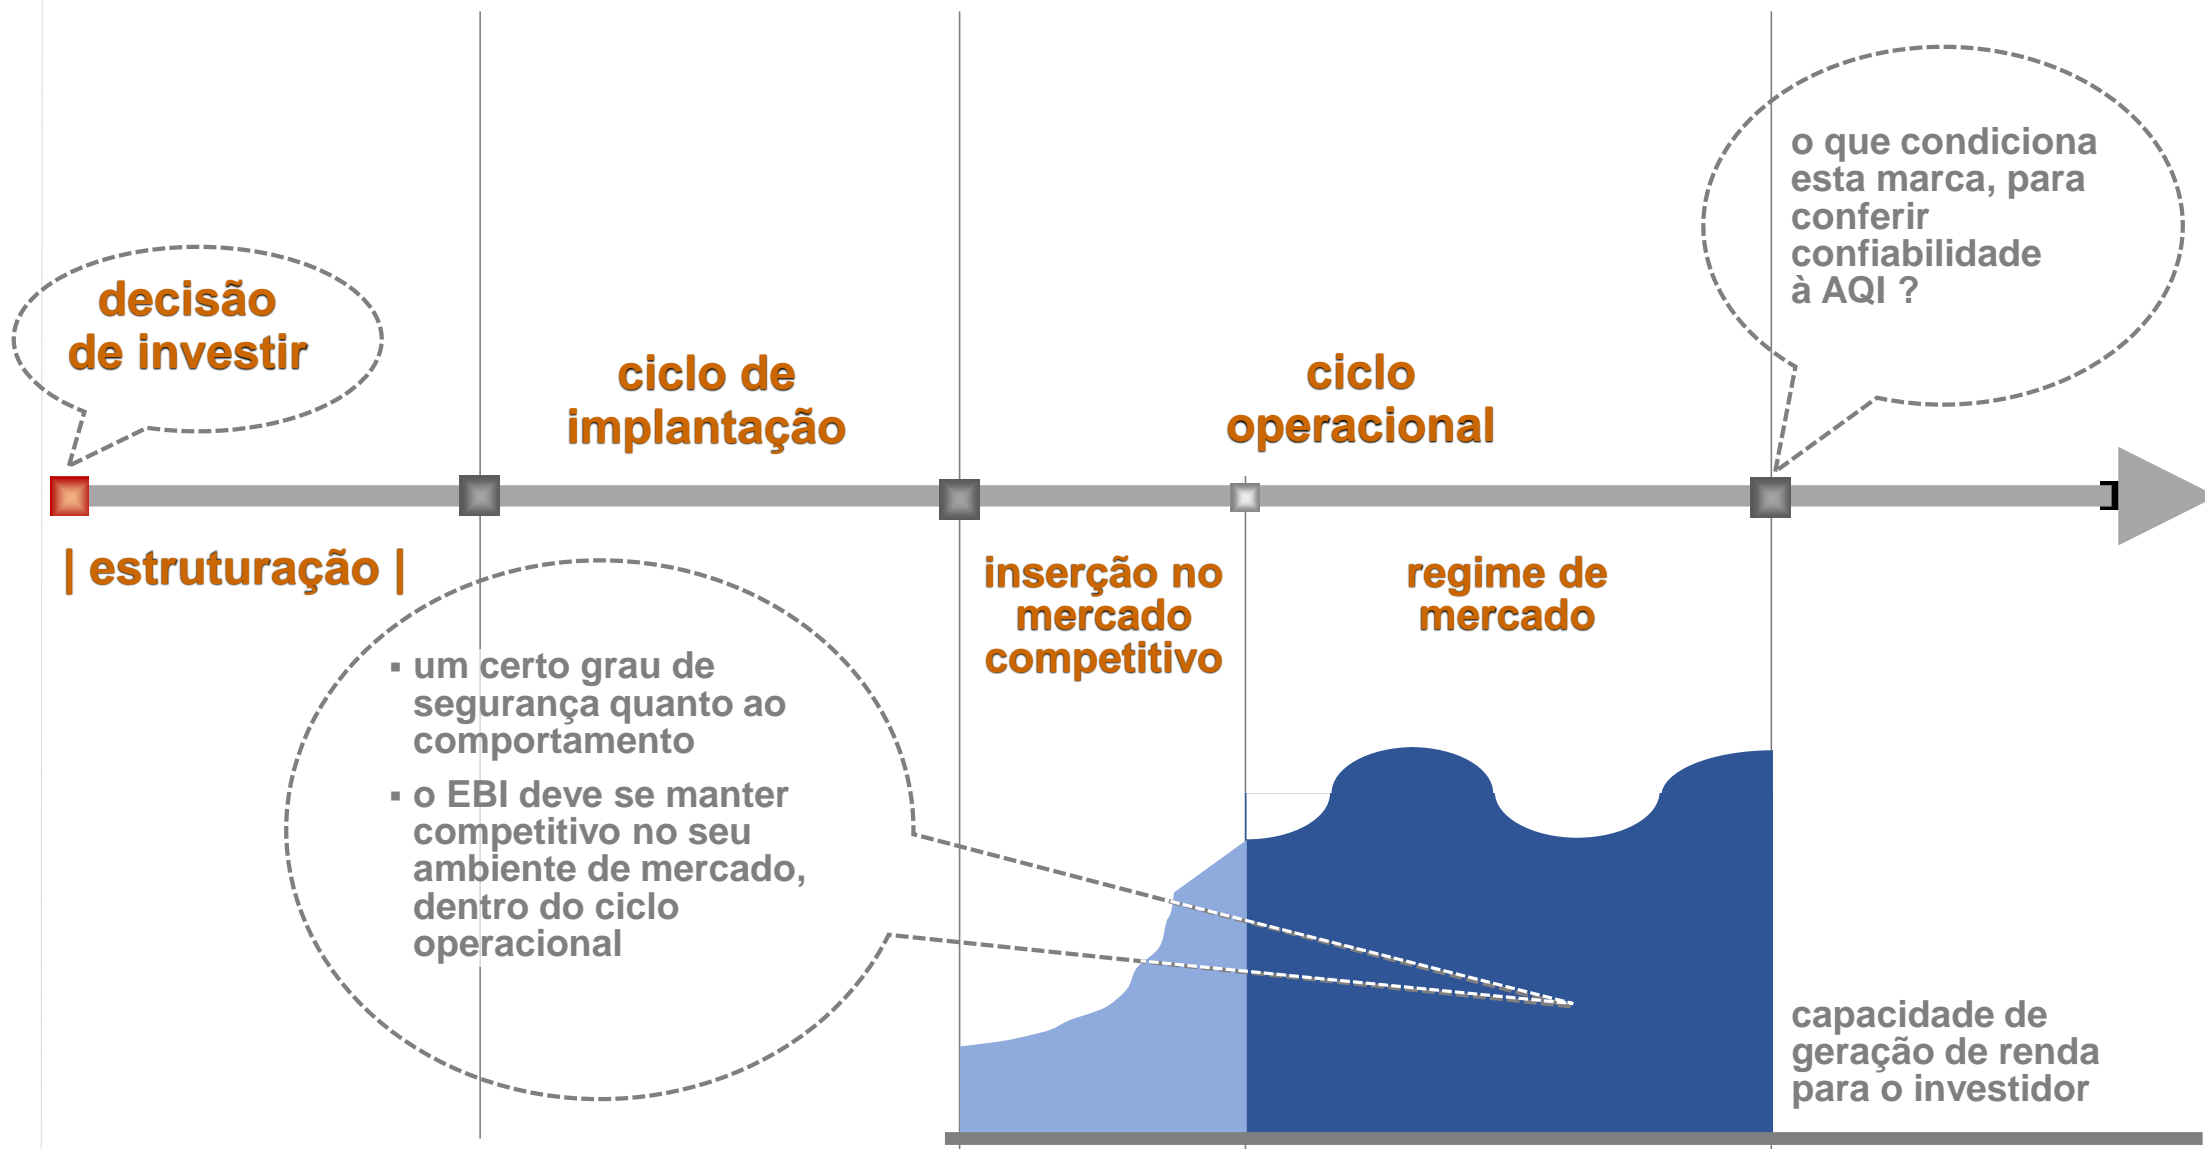 decisão
de investir
ciclo de
implantação
ciclo
operacional
o que condiciona
esta marca, para
conferir
confiabilidade
à AQI ?
| estruturação |
inserção no
mercado
competitivo
regime de
mercado
▪ um certo grau de
segurança quanto ao
comportamento
▪ o EBI deve se manter
competitivo no seu
ambiente de mercado,
dentro do ciclo
operacional
capacidade de
geração de renda
para o investidor